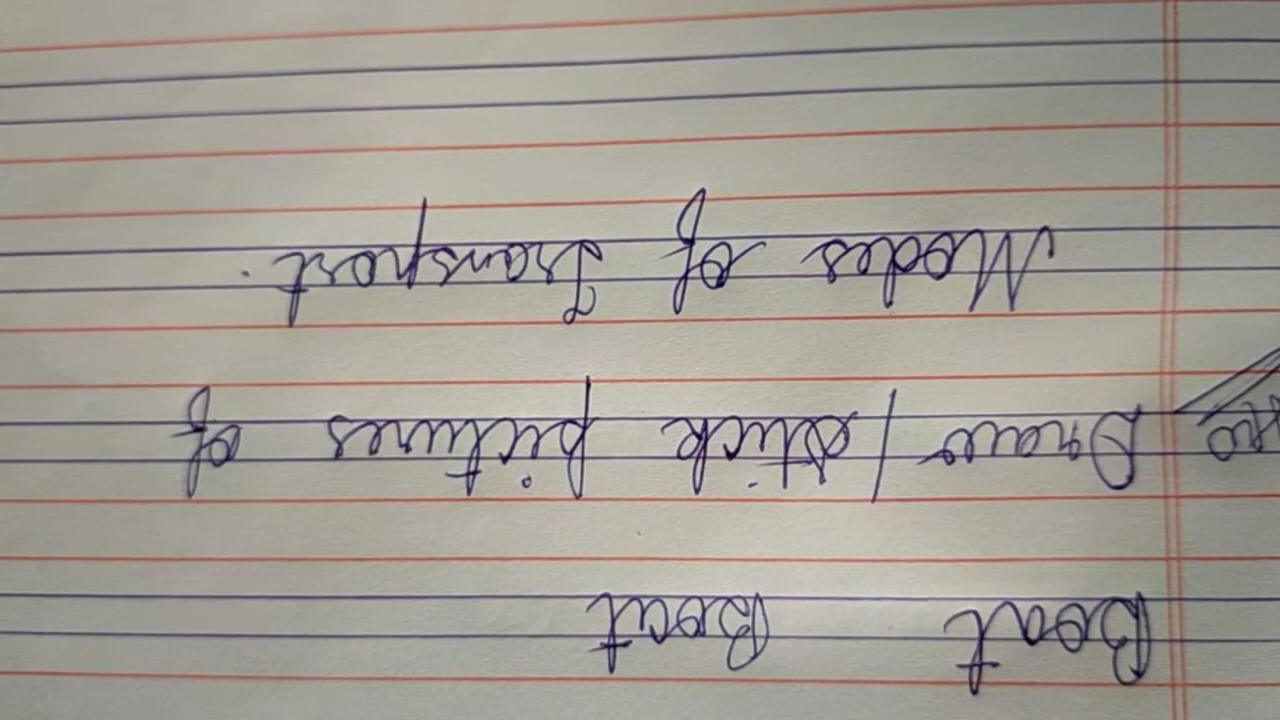 Boat Boat
Draw / stick pictures of
Modes of Transport.